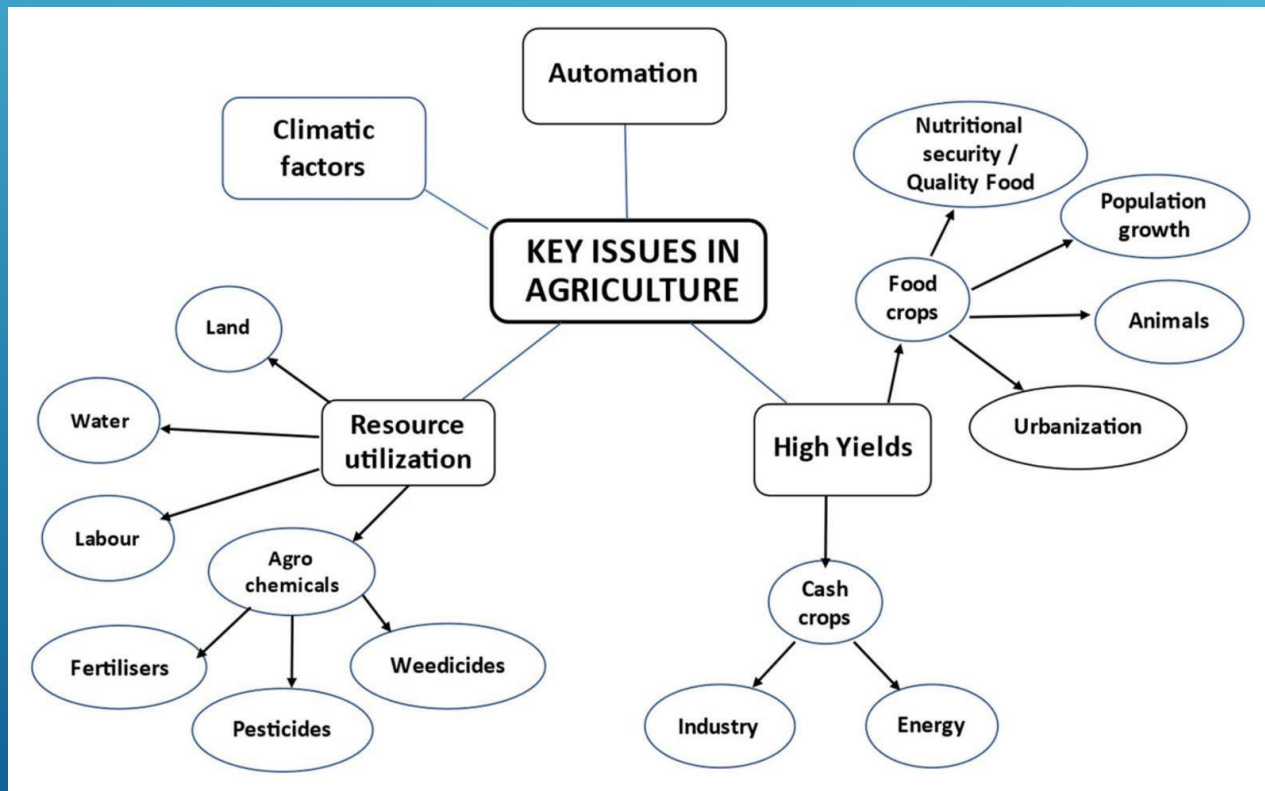 Automation
Climatic
factors
KEY ISSUES IN
AGRICULTURE
Nutritional
security /
Quality Food
Population
growth
Food
crops
Animals
Urbanization
High Yields
Cash
crops
Industry
Energy
Resource
utilization
Land
Water
Labour
Agro
chemicals
Fertilisers
Pesticides
Weedicides